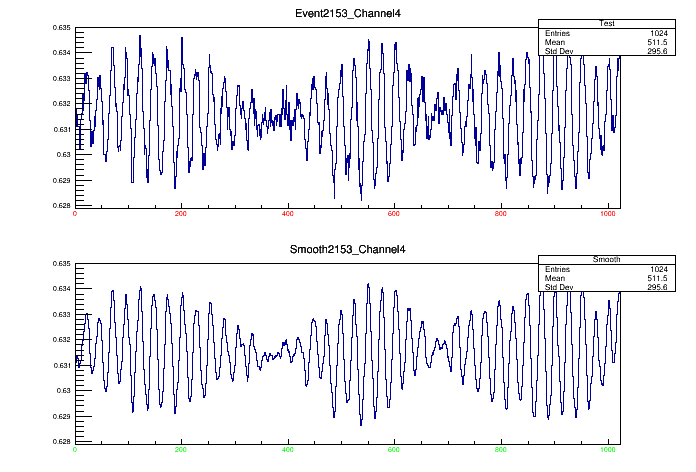 Event2153_Channel4
Test
Entries 1024
Mean 511.5
Std Dev 295.6
0.635
0.634
0.633
0.632
0.631
0.63
0.629
0.628
0 200 400 600 800 1000
Smooth2153_Channel4
Smooth
Entries 1024
Mean 511.5
Std Dev 295.6
0.635
0.634
0.633
0.632
0.631
0.63
0.629
0.628
0 200 400 600 800 1000